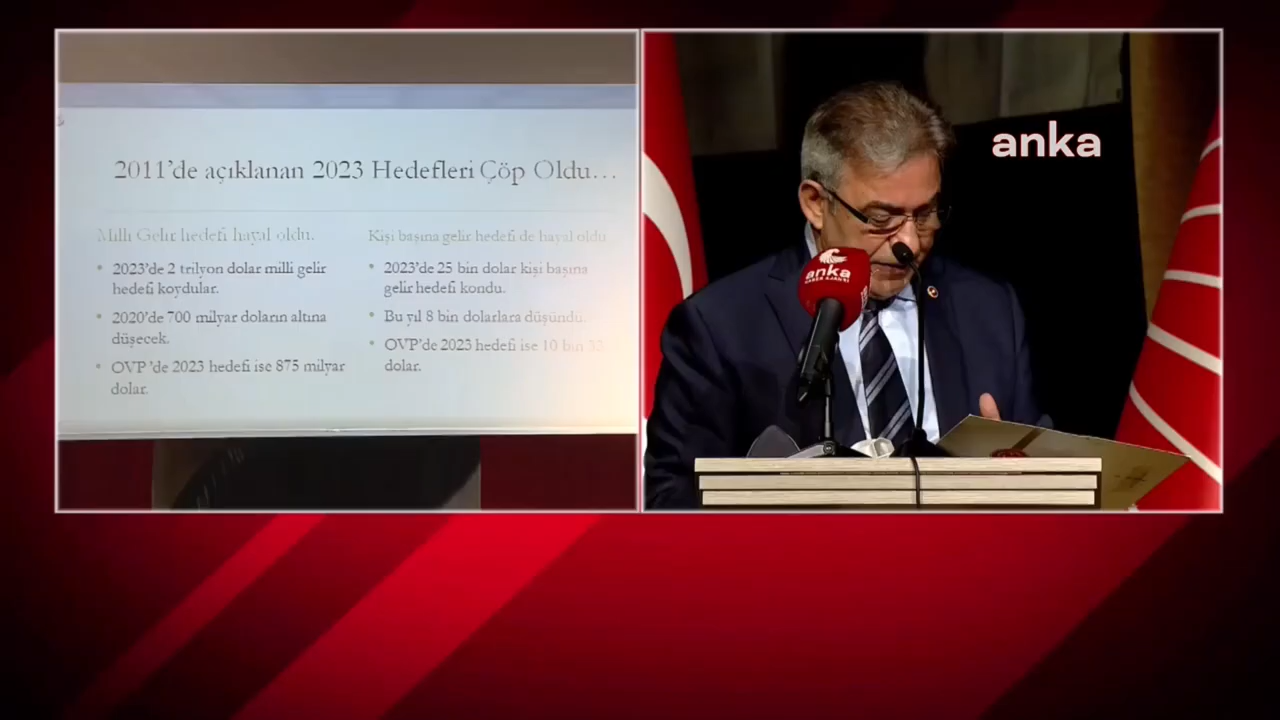 2011’de açıklanan 2023 Hedefleri Çöp Oldu…
Milli Gelir hedefi hayal oldu.
• 2023’de 2 trilyon dolar milli gelir
hedefi koydular.
• 2020’de 700 milyar doların altına
düşecek.
• OVP ’de 2023 hedefi ise 875 milyar
dolar.
Kişi başına gelir hedefi de hayal oldu
• 2023’de 25 bin dolar kişi başına
gelir hedefi kondu.
• Bu yıl 8 bin dolarlara düşündü.
• OVP’de 2023 hedefi ise 10 bin
dolar.
anka
anka
HABER AJANSI